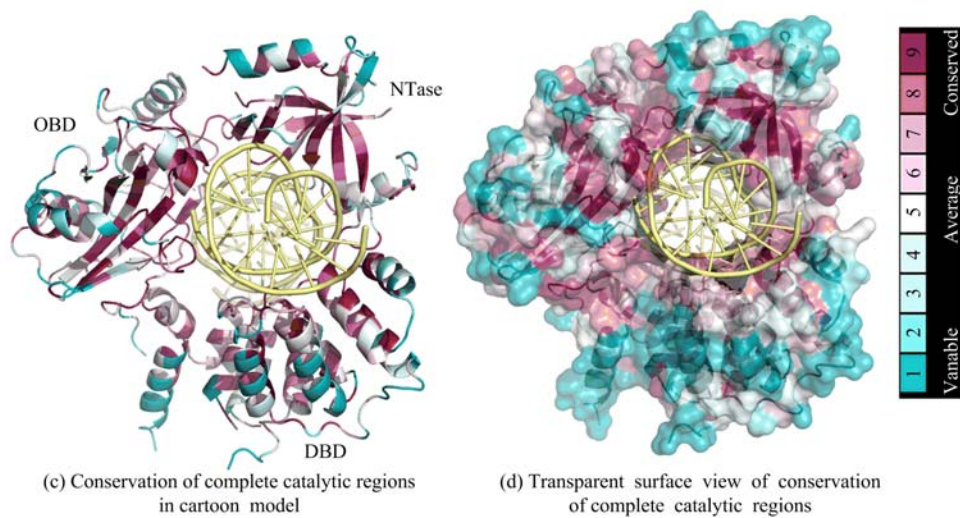 OBD
NTase
DBD
(c) Conservation of complete catalytic regions
in cartoon model
(d) Transparent surface view of conservation
of complete catalytic regions
1 2 3 4 5 6 7 8 9
Vanable Average Conserved